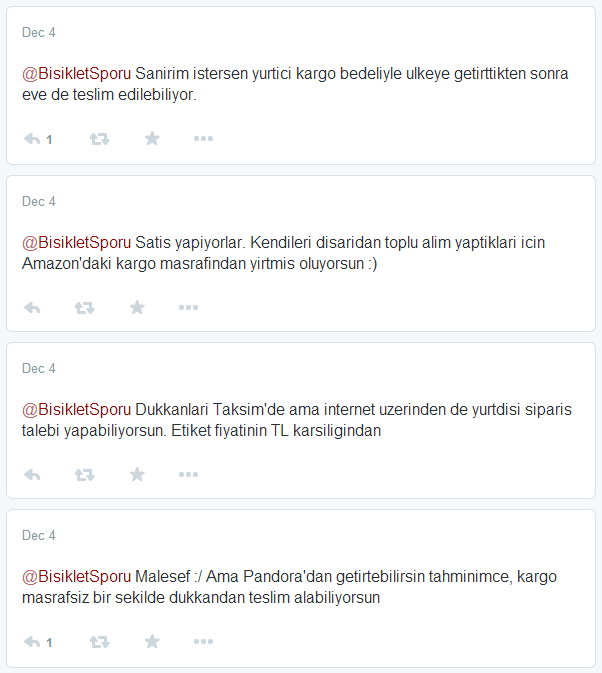 Dec 4
@BisikletSporu Sanirim istersen yurtici kargo bedeliyle ulkeye getirttikten sonra
eve de teslim edilebiliyor.
1
Dec 4
@BisikletSporu Satis yapiyorlar. Kendileri disaridan toplu alim yaptiklari icin
Amazon'daki kargo masrafindan yirtmis oluyorsun :)
Dec 4
@BisikletSporu Dukkanlari Taksim'de ama internet uzerinden de yurtdisi siparis
talebi yapabiliyorsun. Etiket fiyatinin TL karsiligindan
Dec 4
@BisikletSporu Malesef :/ Ama Pandora'dan getirtebilirsin tahminimce, kargo
masrafsiz bir sekilde dukkandan teslim alabiliyorsun
1